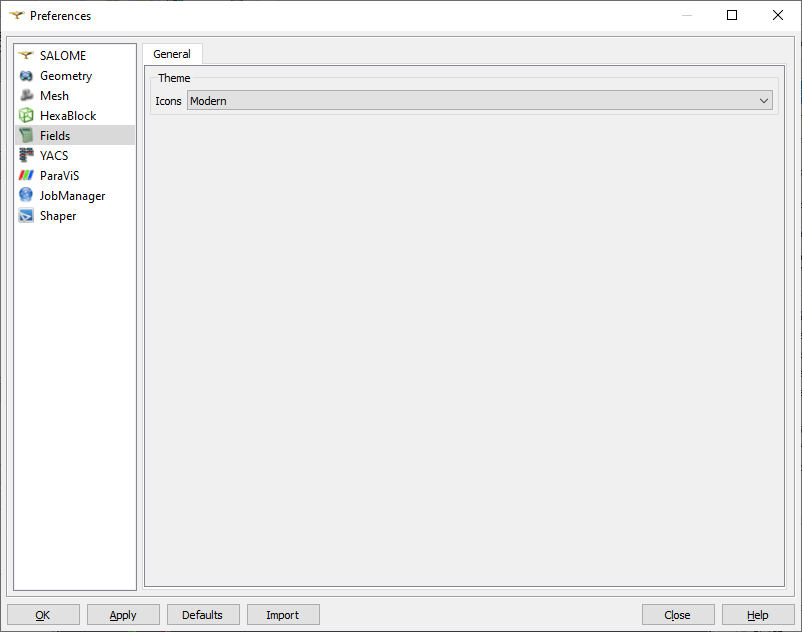 Preferences
SALOME
Geometry
Mesh
HexaBlock
Fields
YACS
ParaViS
JobManager
Shaper
General
Theme
Icons Modern
OK Apply Defaults Import Close Help